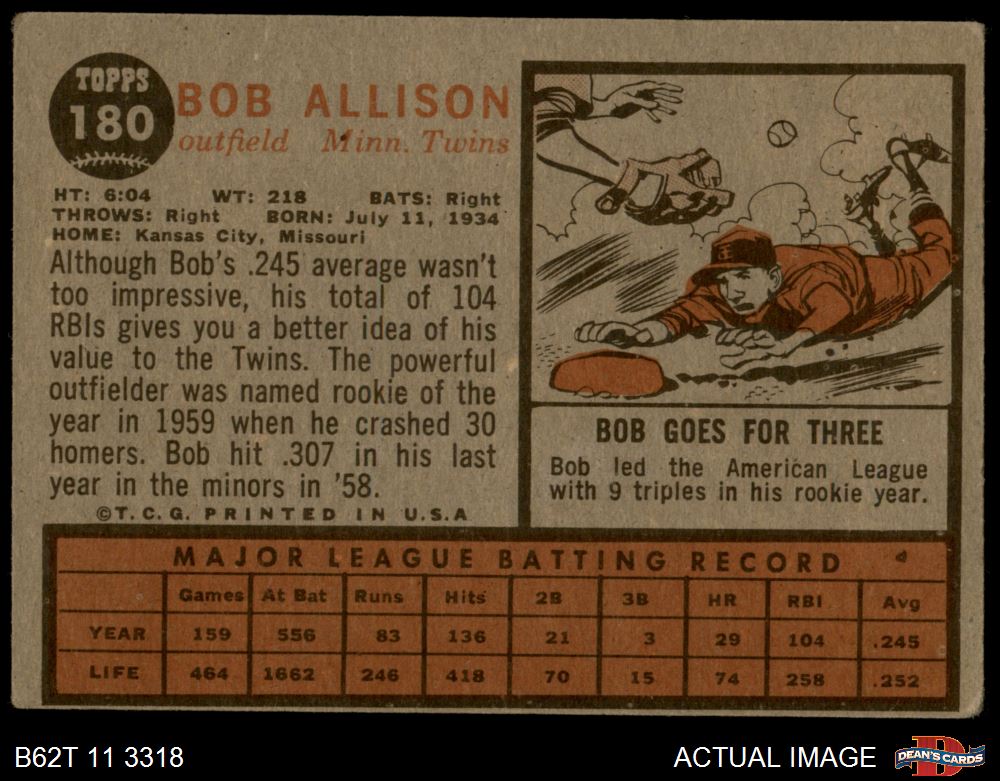 TOPPS
180
BOB ALLISON
outfield Minn. Twins
HT: 6:04 WT: 218 BATS: Right
THROWS: Right BORN: July 11, 1934
HOME: Kansas City, Missouri
Although Bob's .245 average wasn't
too impressive, his total of 104
RBIs gives you a better idea of his
value to the Twins. The powerful
outfielder was named rookie of the
year in 1959 when he crashed 30
homers. Bob hit .307 in his last
year in the minors in '58.
©T.C.G. PRINTED IN U.S.A
BOB GOES FOR THREE
Bob led the American League
with 9 triples in his rookie year.
MAJOR LEAGUE BATTING RECORD
Games At Bat Runs Hits 2B 3B HR RBI Avg
YEAR 159 556 83 136 21 3 29 104 .245
LIFE 464 1662 246 418 70 15 74 258 .252
B62T 11 3318
ACTUAL IMAGE
DEAN'S CARDS